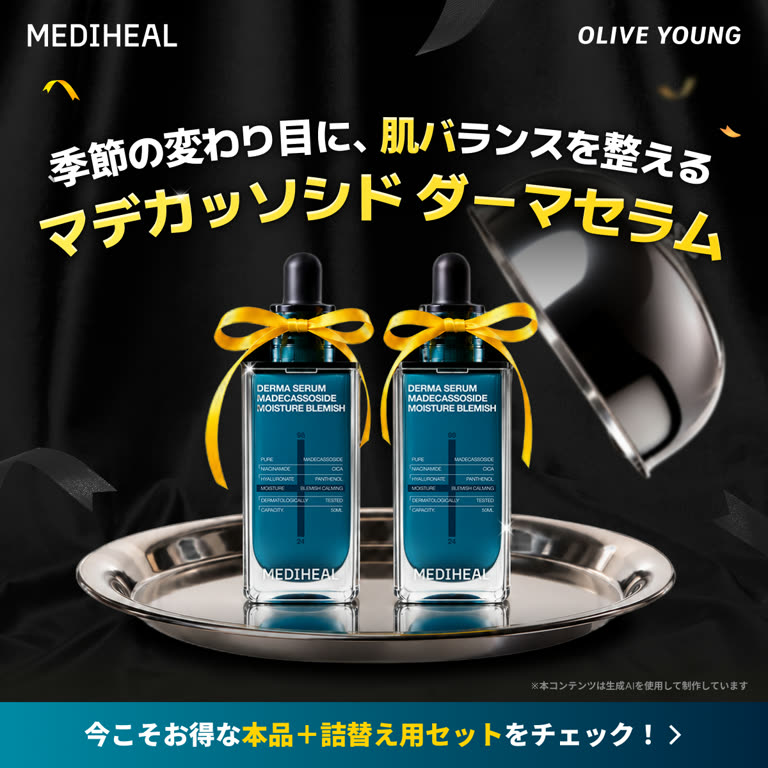 MEDIHEAL
OLIVE YOUNG
季節の変わり目に、肌バランスを整える
マデカッソシド ダーマセラム
DERMA SERUM
MADECASSOSIDE
MOISTURE BLEMISH
96
PURE MADECASSOSIDE
NIACINAMIDE CICA
HYALURONATE PANTHENOL
MOISTURE BLEMISH CALMING
DERMATOLOGICALLY TESTED
CAPACITY. 50ML
24
MEDIHEAL
DERMA SERUM
MADECASSOSIDE
MOISTURE BLEMISH
96
PURE MADECASSOSIDE
NIACINAMIDE CICA
HYALURONATE PANTHENOL
MOISTURE BLEMISH CALMING
DERMATOLOGICALLY TESTED
CAPACITY. 50ML
24
MEDIHEAL
※本コンテンツは生成AIを使用して制作しています
今こそお得な本品＋詰替え用セットをチェック！